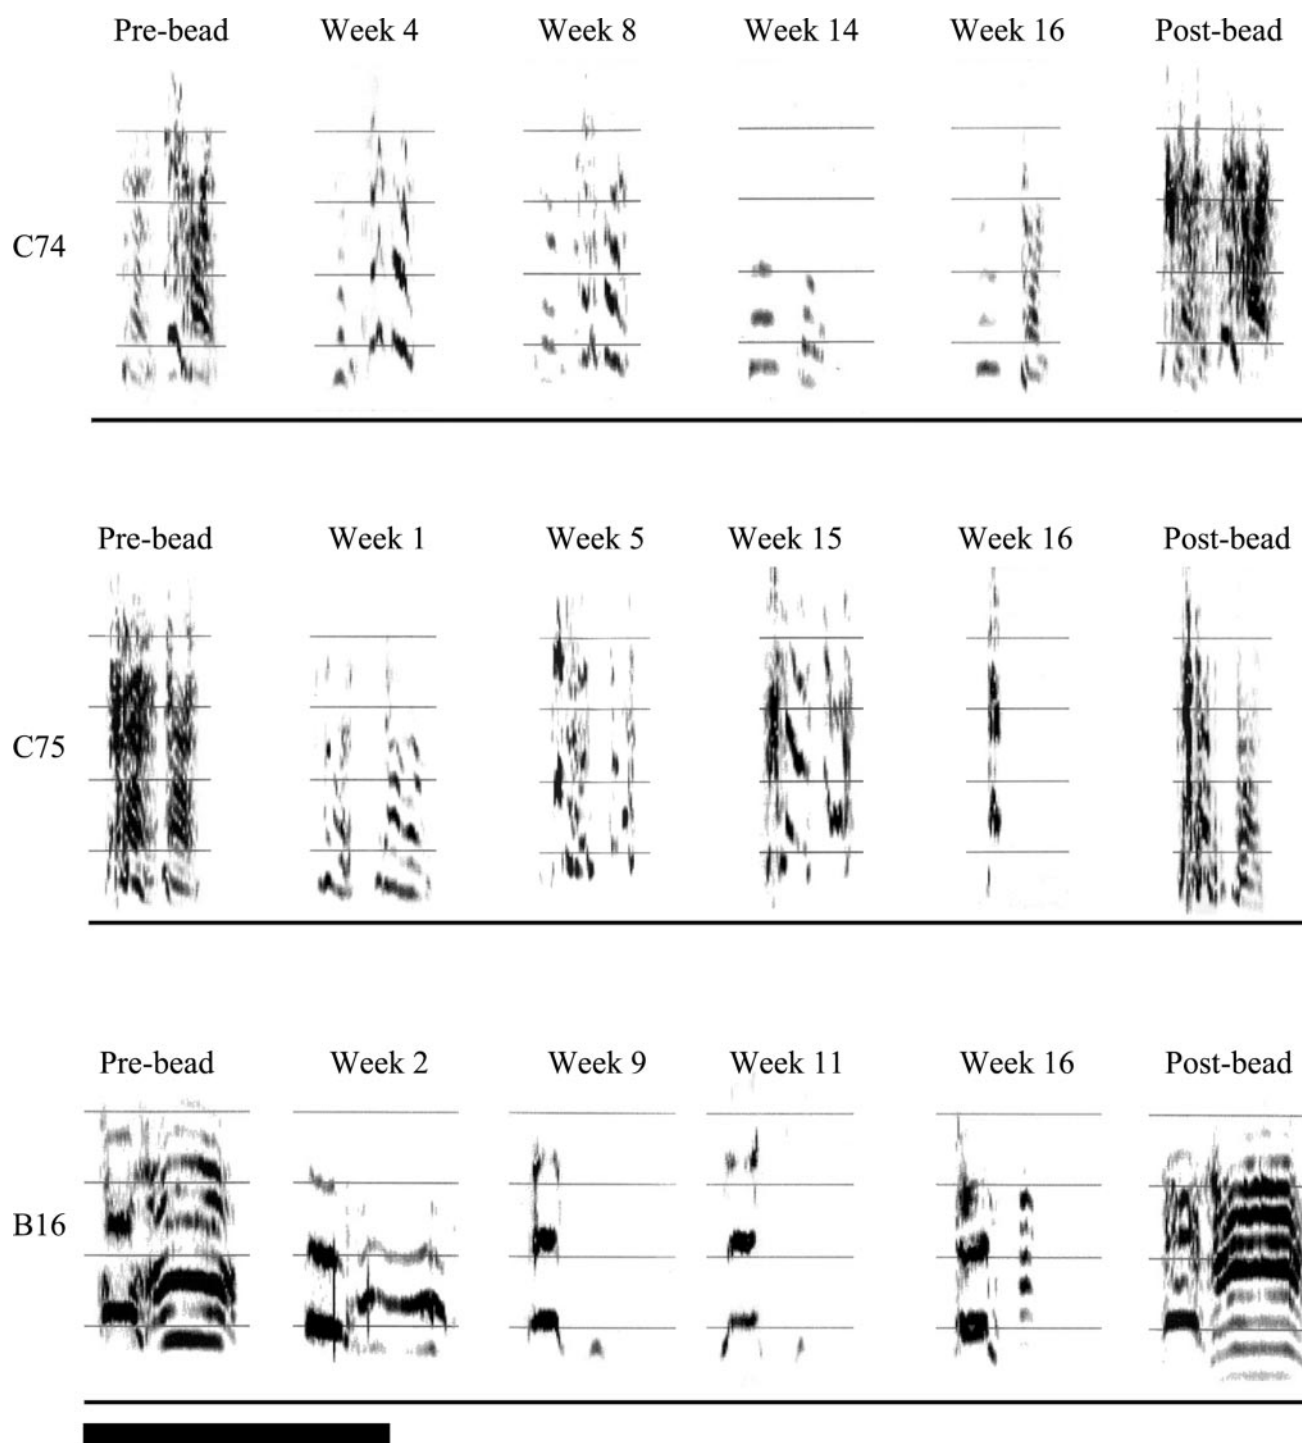 Pre-bead Week 4 Week 8 Week 14 Week 16 Post-bead
C74
Pre-bead Week 1 Week 5 Week 15 Week 16 Post-bead
C75
Pre-bead Week 2 Week 9 Week 11 Week 16 Post-bead
B16